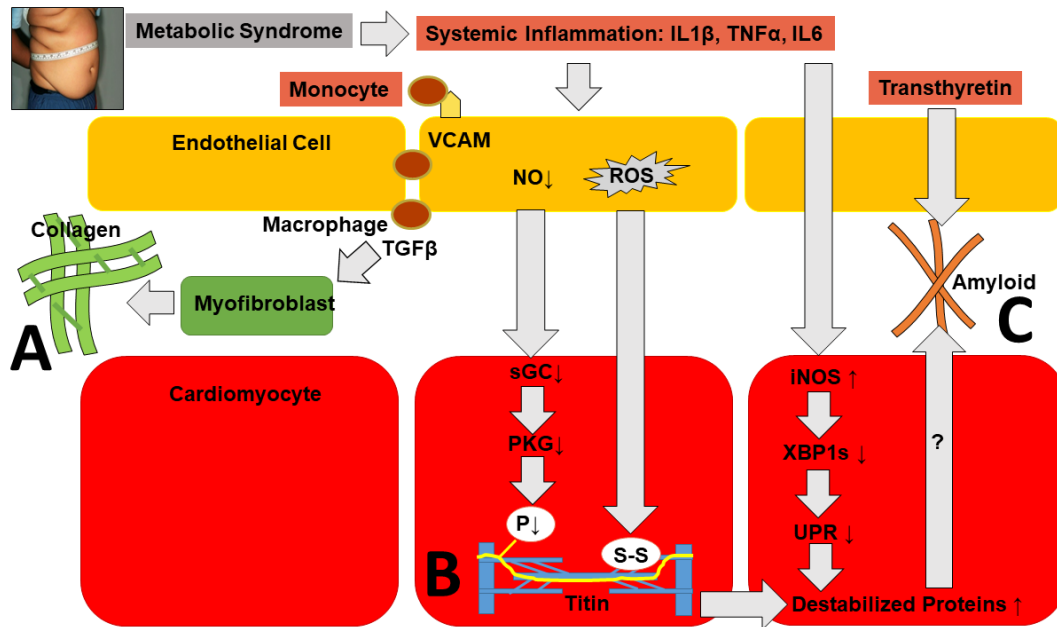 Metabolic Syndrome
Systemic Inflammation: IL1β, TNFα, IL6
Monocyte
Transthyretin
Endothelial Cell
VCAM
NO↓
ROS
Macrophage
TGFβ
Collagen
Myofibroblast
Amyloid
A
C
Cardiomyocyte
sGC↓
PKG↓
P↓
S-S
B
Titin
iNOS ↑
XBP1s ↓
UPR ↓
?
Destabilized Proteins ↑